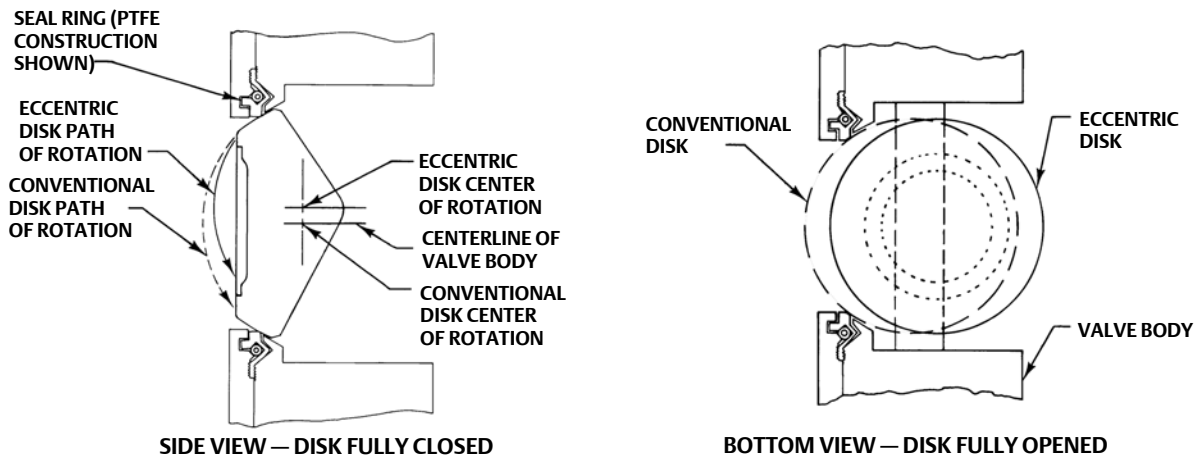 SEAL RING (PTFE
CONSTRUCTION
SHOWN)
ECCENTRIC
DISK PATH
OF ROTATION
CONVENTIONAL
DISK PATH
OF ROTATION
ECCENTRIC
DISK CENTER
OF ROTATION
CENTERLINE OF
VALVE BODY
CONVENTIONAL
DISK CENTER
OF ROTATION
SIDE VIEW — DISK FULLY CLOSED
CONVENTIONAL
DISK
ECCENTRIC
DISK
VALVE BODY
BOTTOM VIEW — DISK FULLY OPENED